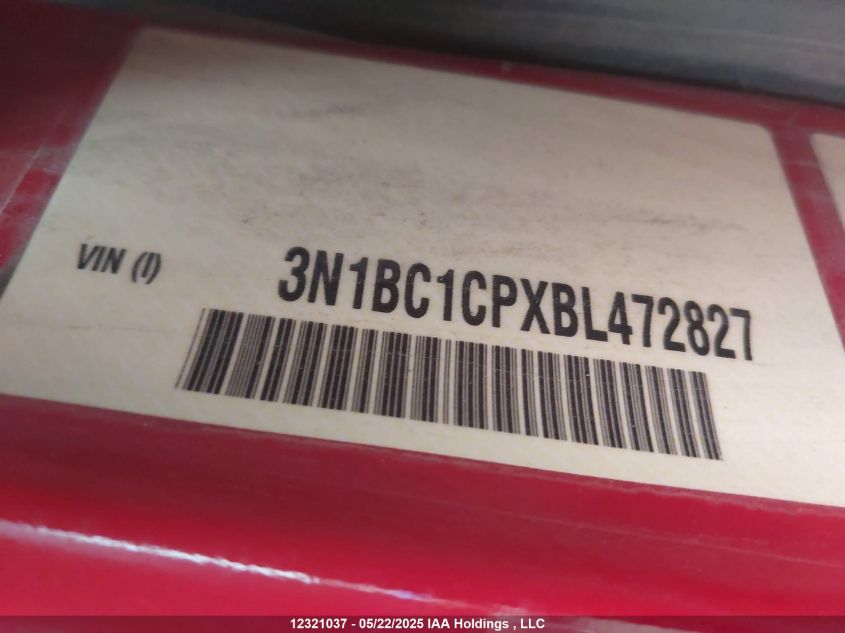 VIN (I) 3N1BC1CPXBL472827
12321037 - 05/22/2025 IAA Holdings , LLC